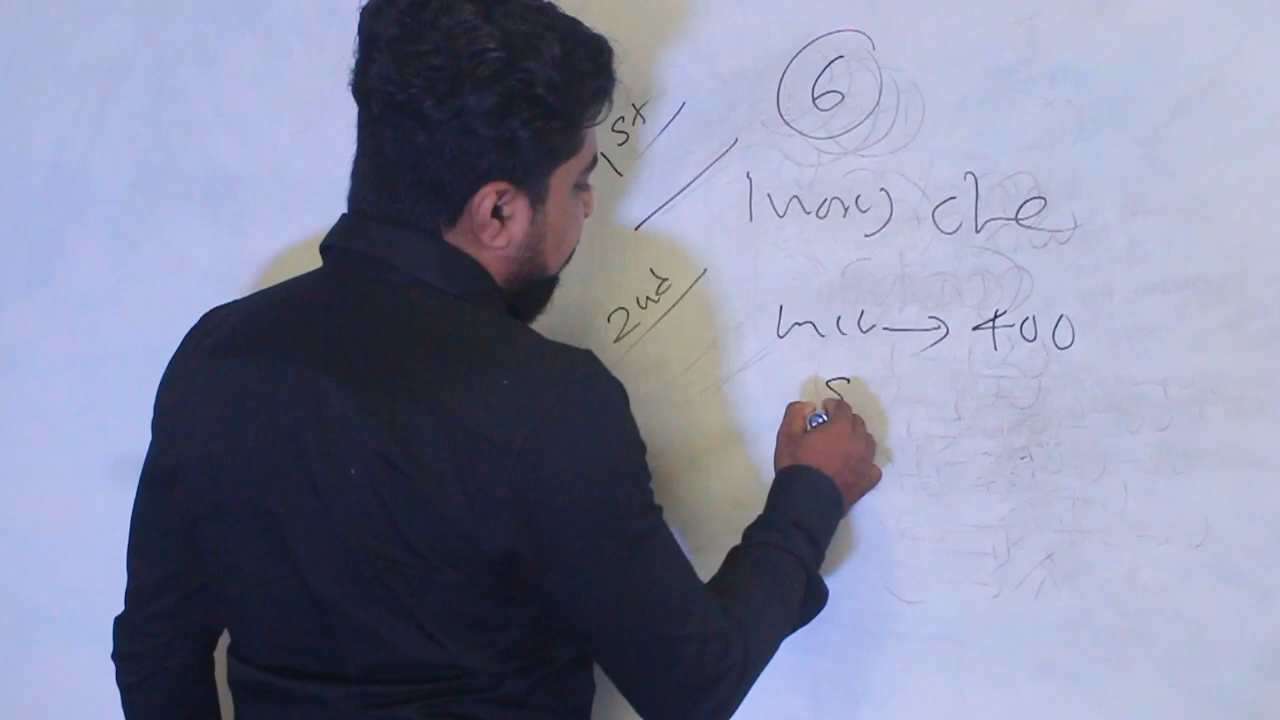 6
1st
2nd
Inorg che
→ 400
S